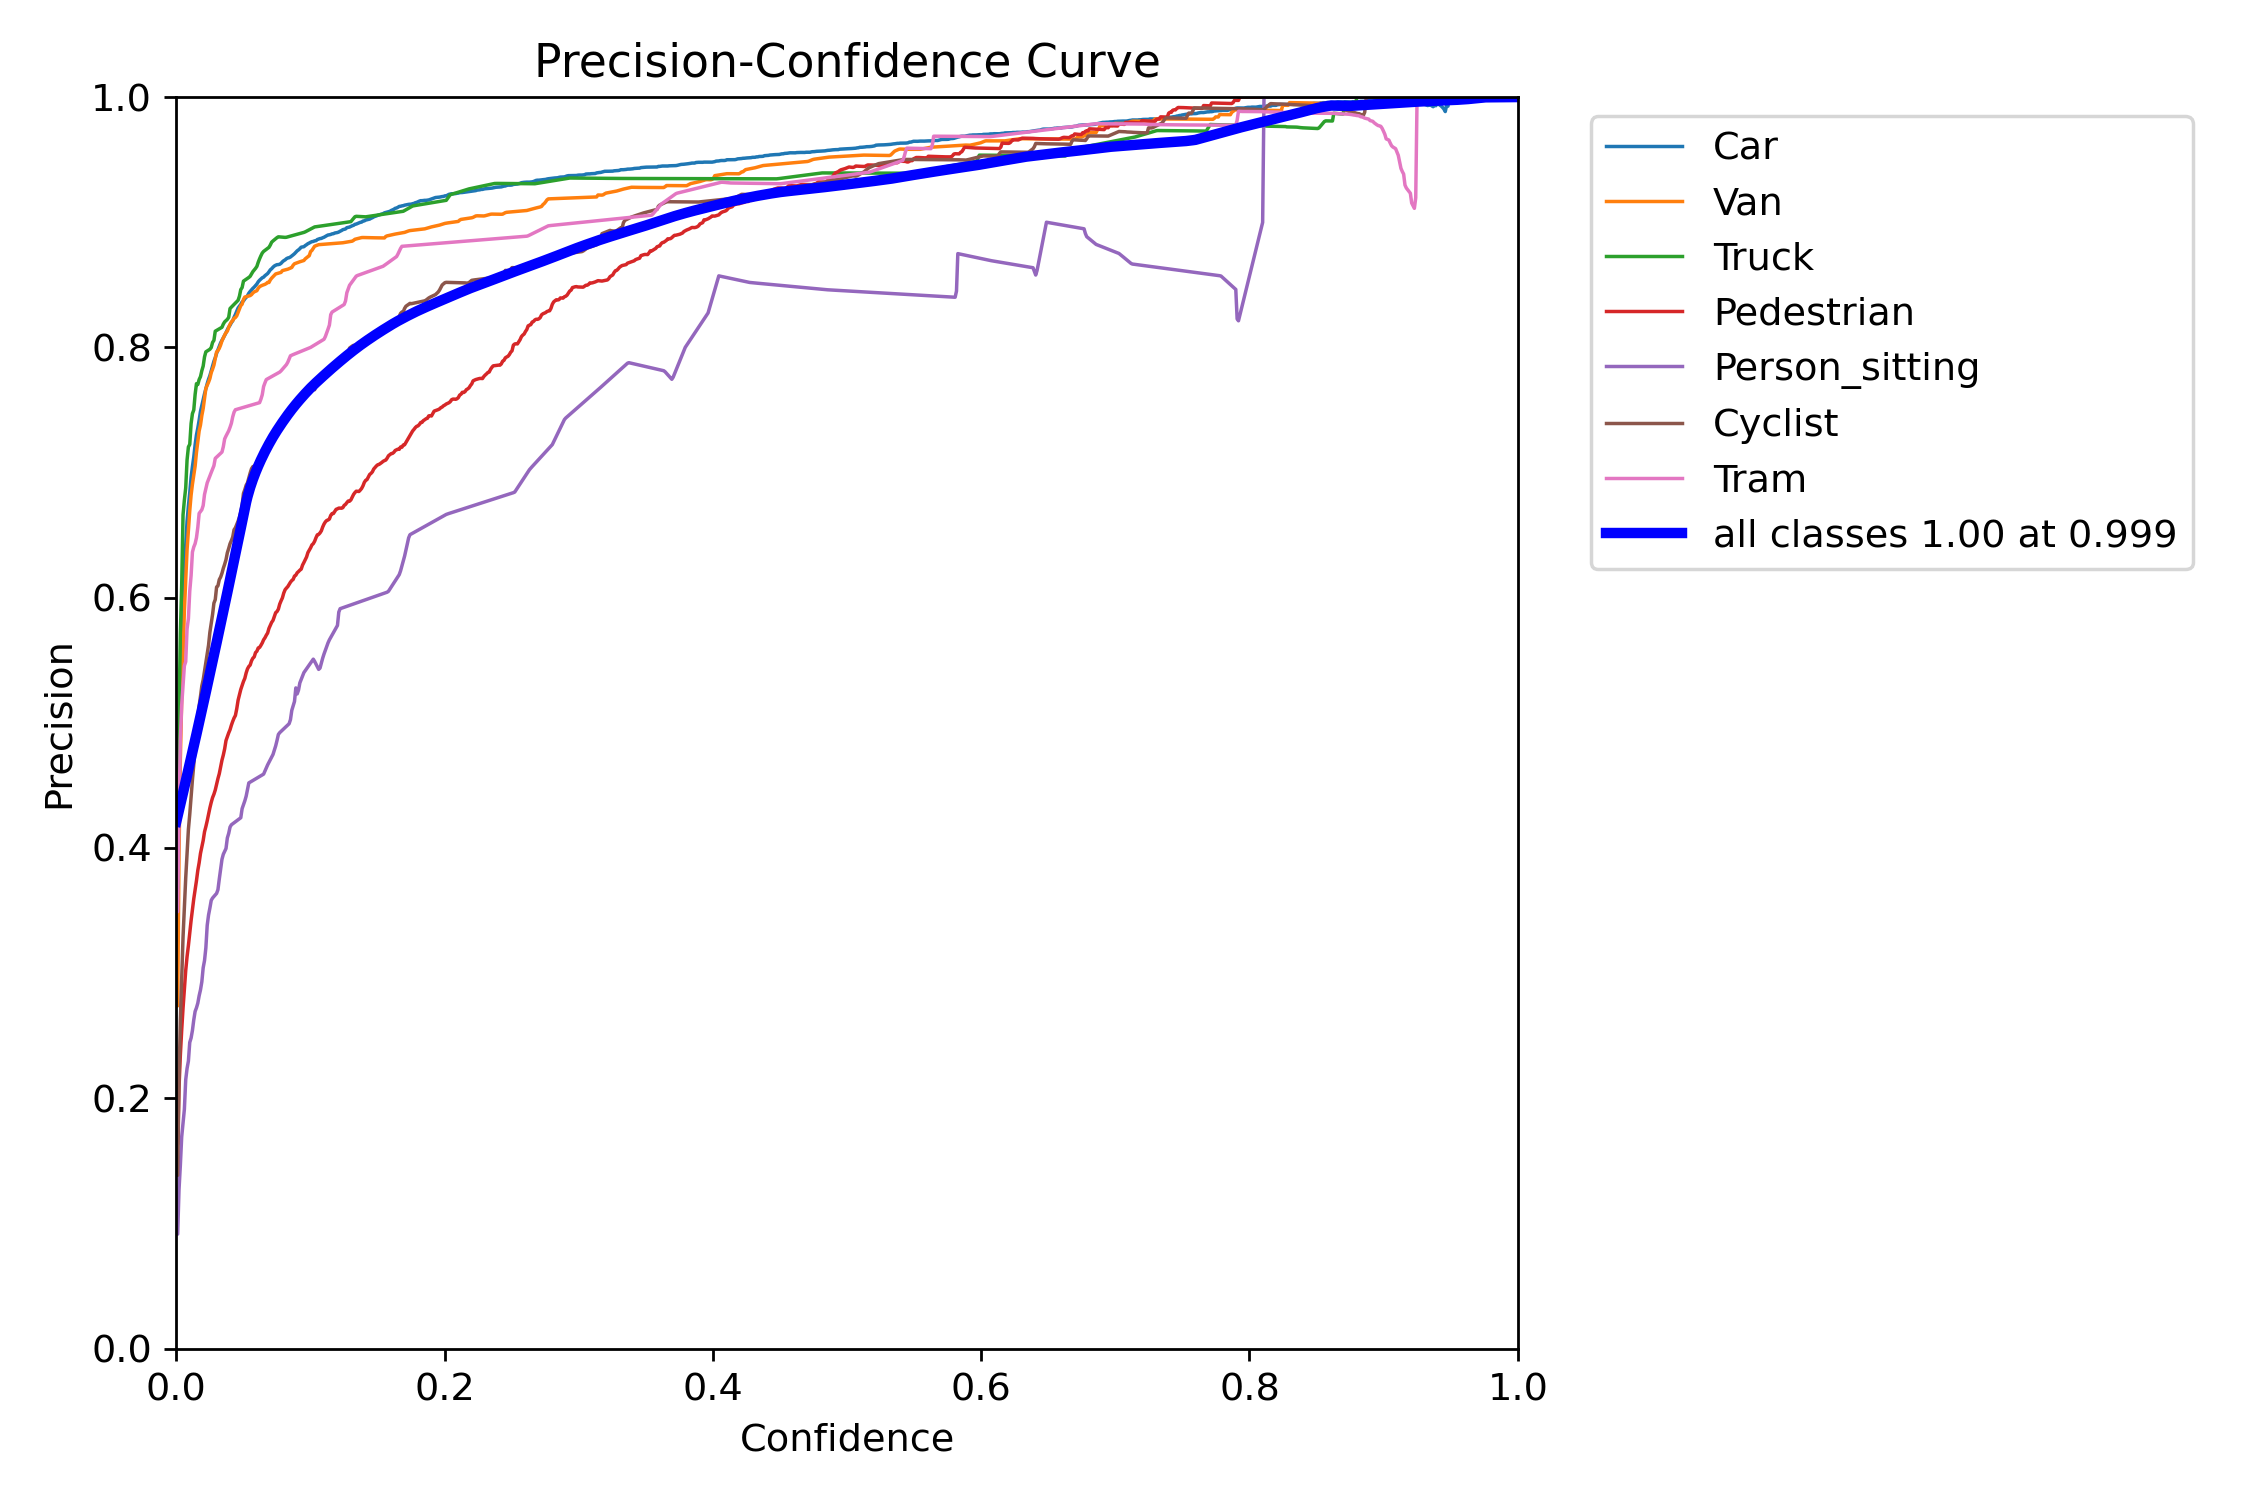 Precision-Confidence Curve
1.0
0.8
0.6
0.4
0.2
0.0
Precision
0.0 0.2 0.4 0.6 0.8 1.0
Confidence
Car
Van
Truck
Pedestrian
Person_sitting
Cyclist
Tram
all classes 1.00 at 0.999